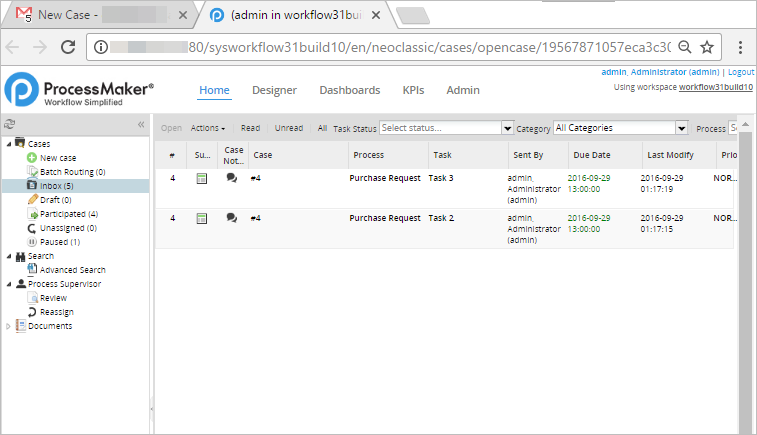 New Case -
(admin in workflow31buil
5
80/sysworkflow31build10/en/neoclassic/cases/opencase/19567871057eca3c30
admin, Administrator (admin) | Logout
Using workspace workflow31build10
ProcessMaker®
Workflow Simplified
Home Designer Dashboards KPIs Admin
Open Actions Read Unread All Task Status Select status... Category All Categories Process
Cases
New case
Batch Routing (0)
Inbox (5)
Draft (0)
Participated (4)
Unassigned (0)
Paused (1)
Search
Advanced Search
Process Supervisor
Review
Reassign
Documents
# Su... Case Not... Case Process Task Sent By Due Date Last Modify Prio
4 #4 Purchase Request Task 3 admin, Administrator (admin) 2016-09-29 13:00:00 2016-09-29 01:17:19 NOR...
4 #4 Purchase Request Task 2 admin, Administrator (admin) 2016-09-29 13:00:00 2016-09-29 01:17:15 NOR...